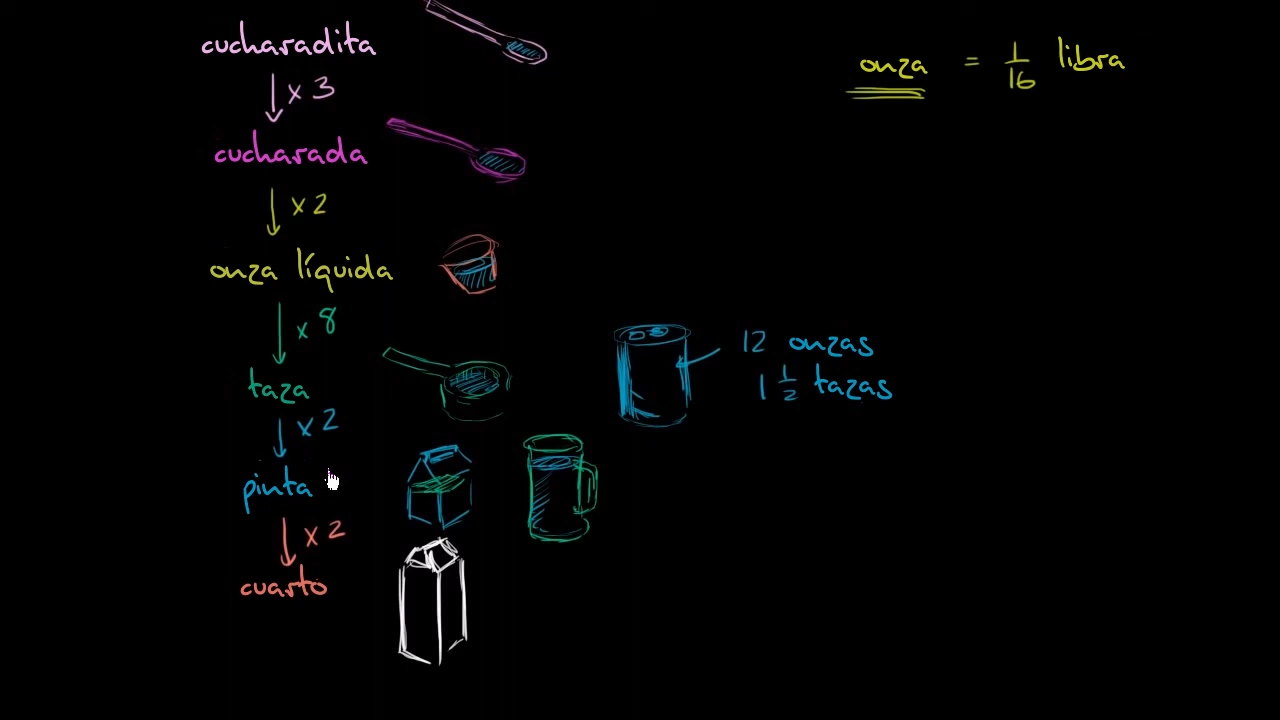 cucharadita
x 3
cucharada
x 2
onza líquida
x 8
taza
x 2
pinta
x 2
cuarto
onza = 1/16 libra
12 onzas
1 1/2 tazas